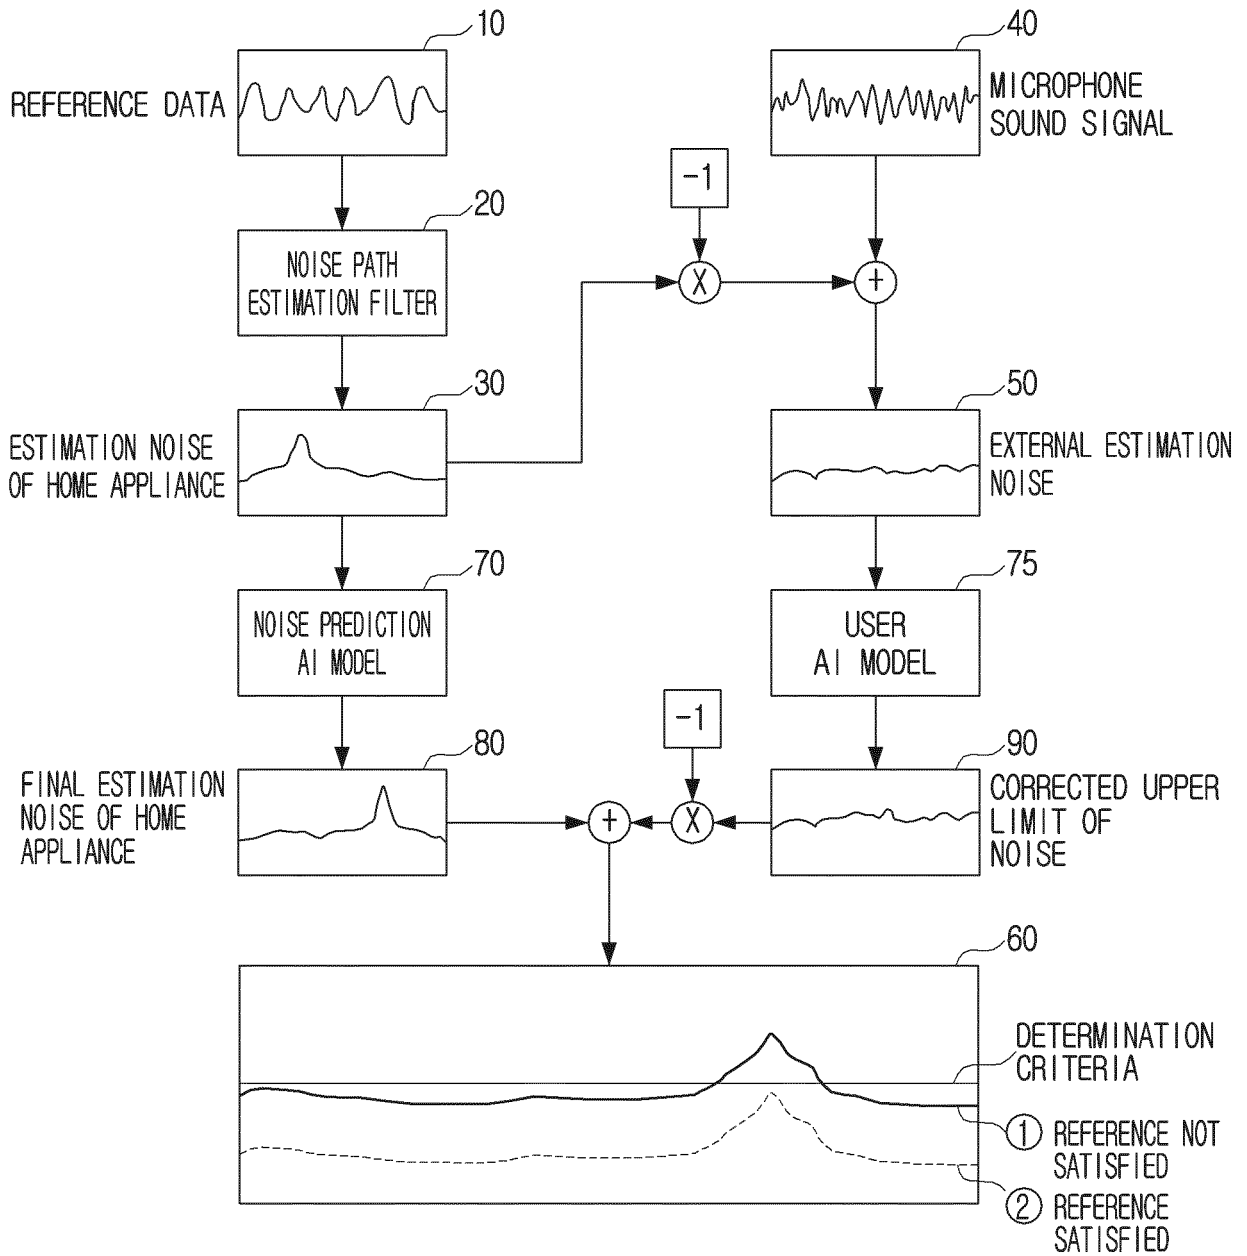 10
REFERENCE DATA
40
MICROPHONE
SOUND SIGNAL
-1
20
NOISE PATH
ESTIMATION FILTER
X
+
30
ESTIMATION NOISE
OF HOME APPLIANCE
50
EXTERNAL ESTIMATION
NOISE
70
NOISE PREDICTION
AI MODEL
75
USER
AI MODEL
-1
80
FINAL ESTIMATION
NOISE OF HOME
APPLIANCE
+
X
90
CORRECTED UPPER
LIMIT OF
NOISE
60
DETERMINATION
CRITERIA
① REFERENCE NOT
SATISFIED
② REFERENCE
SATISFIED